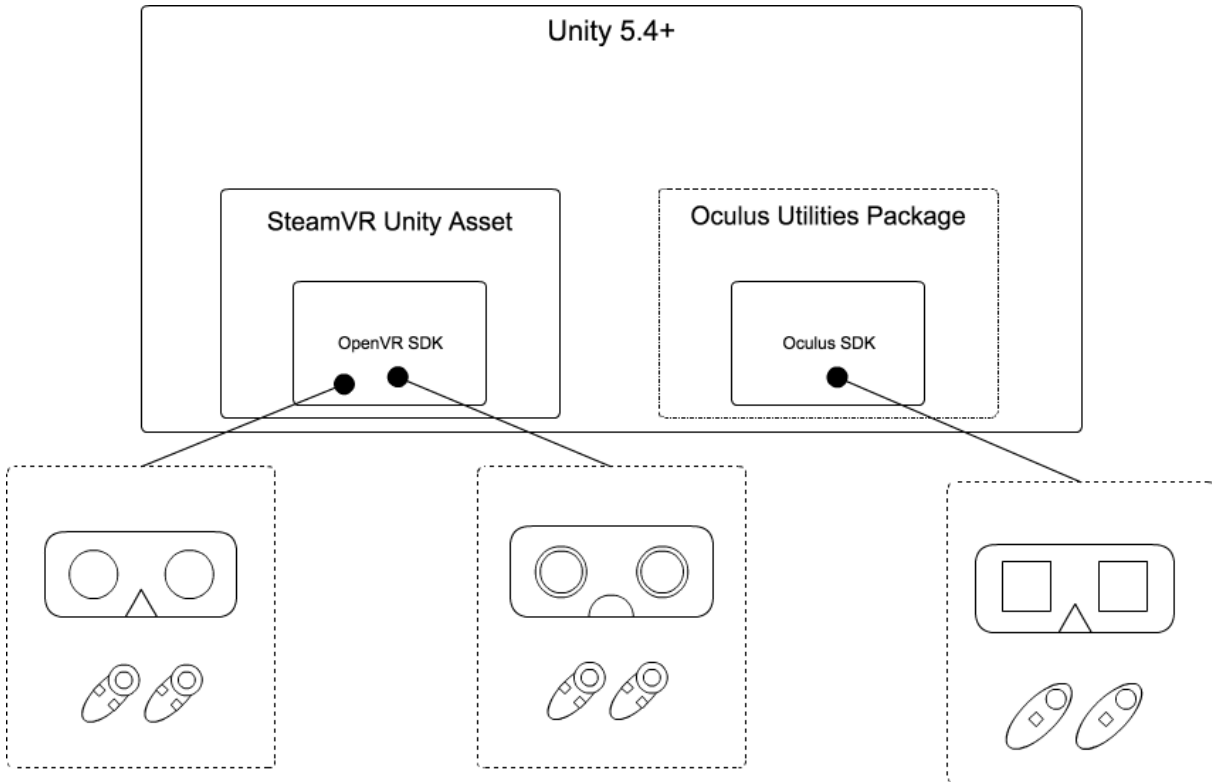 Unity 5.4+
SteamVR Unity Asset
Oculus Utilities Package
OpenVR SDK
Oculus SDK